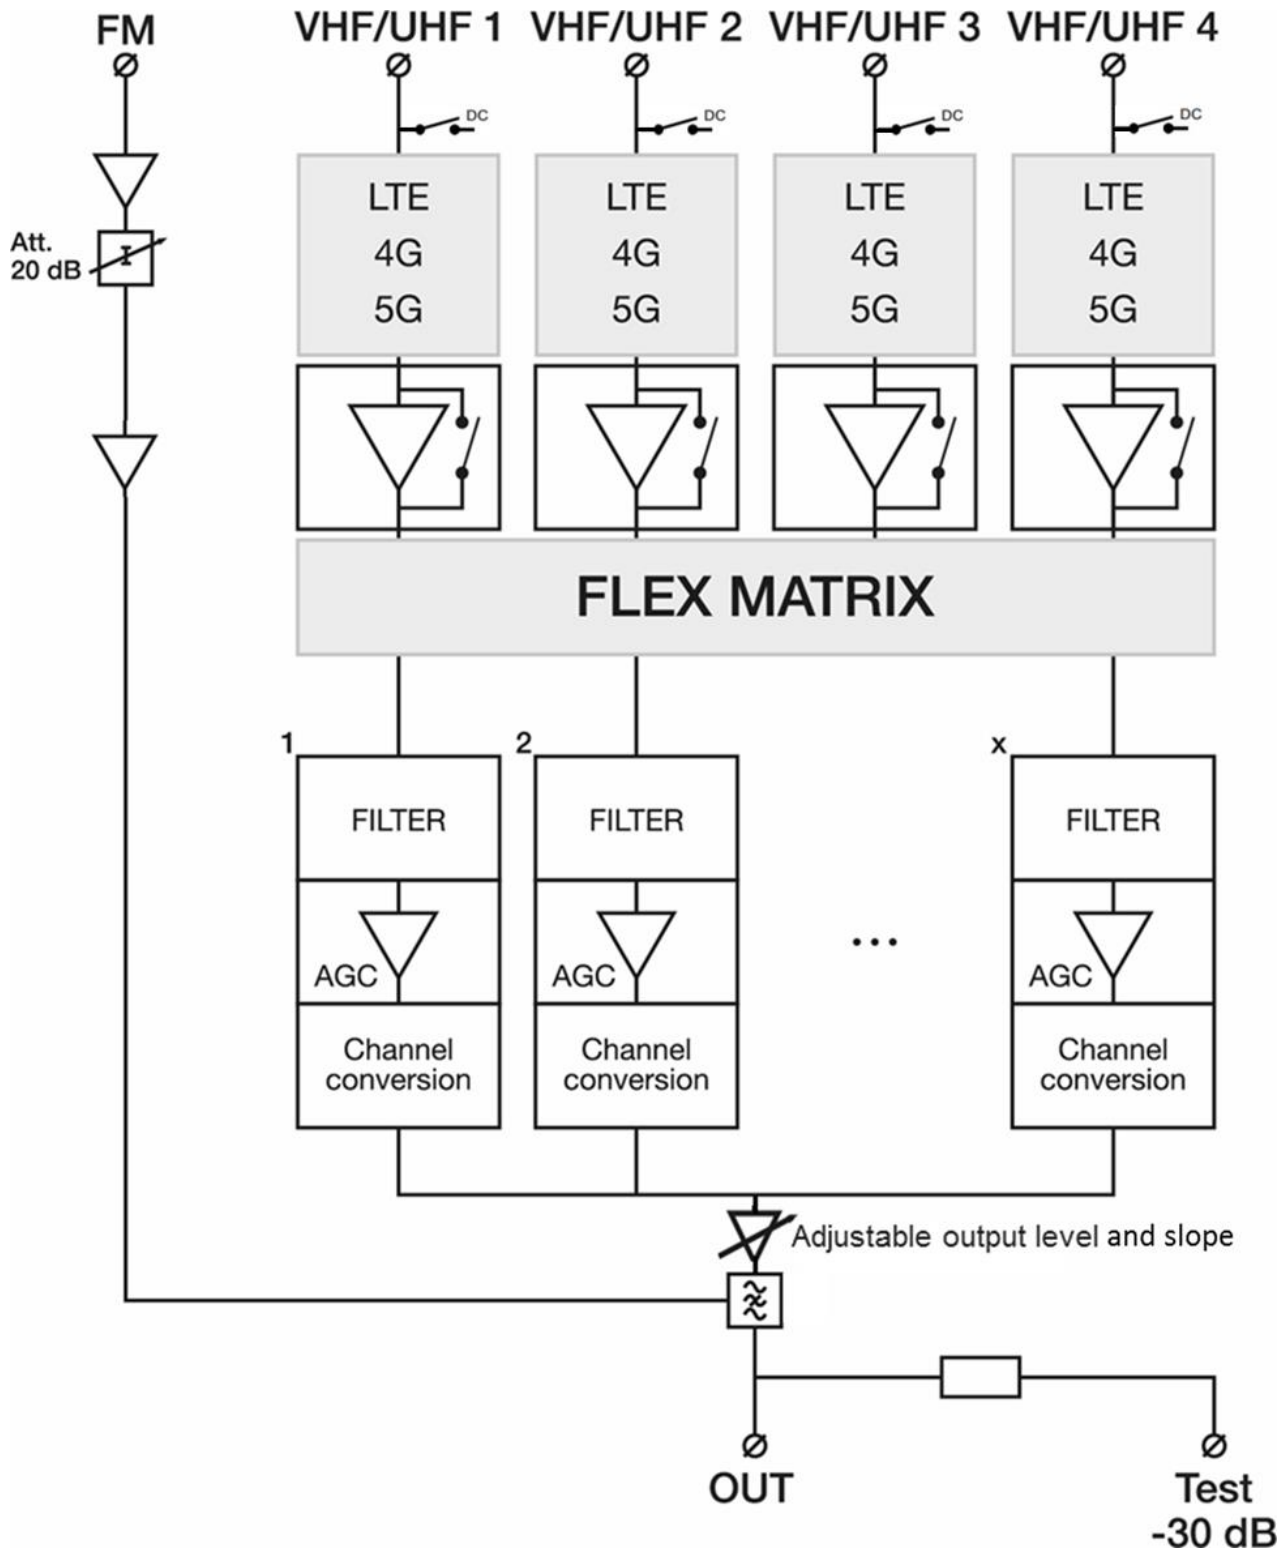 FM
VHF/UHF 1
VHF/UHF 2
VHF/UHF 3
VHF/UHF 4
DC
DC
DC
DC
Att.
20 dB
LTE
4G
5G
LTE
4G
5G
LTE
4G
5G
LTE
4G
5G
FLEX MATRIX
1
FILTER
AGC
Channel
conversion
2
FILTER
AGC
Channel
conversion
...
x
FILTER
AGC
Channel
conversion
Adjustable output level and slope
OUT
Test
-30 dB